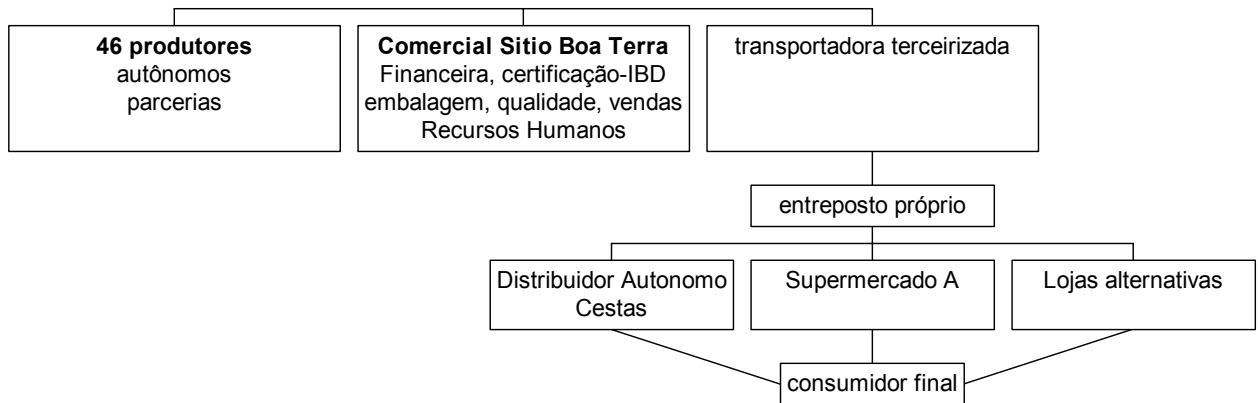 46 produtores
autônomos
parcerias
Comercial Sitio Boa Terra
Financeira, certificação-IBD
embalagem, qualidade, vendas
Recursos Humanos
transportadora terceirizada
entreposto próprio
Distribuidor Autonomo
Cestas
Supermercado A
Lojas alternativas
consumidor final